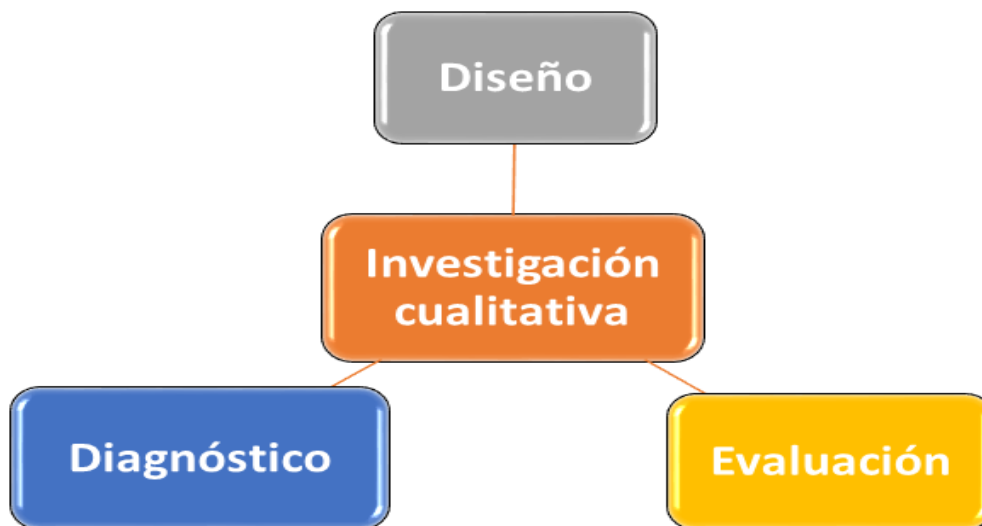 Diseño
Investigación
cualitativa
Diagnóstico
Evaluación